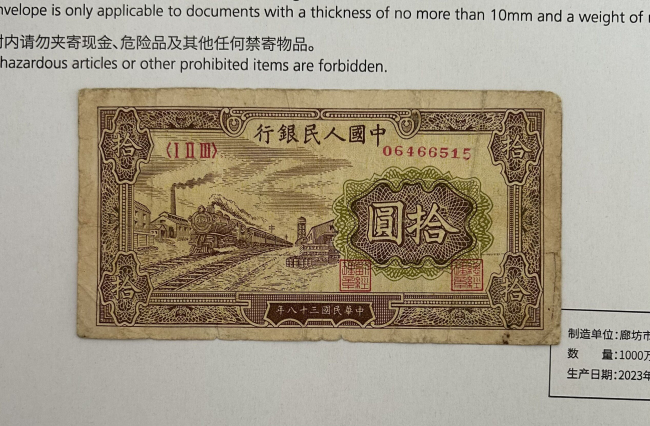 nvelope is only applicable to documents with a thickness of no more than 10mm and a weight of
封内请勿夹寄现金、危险品及其他任何禁寄物品。
hazardous articles or other prohibited items are forbidden.
中國人民銀行
拾
拾
〈I II III〉
06466515
拾圓
拾
拾
中華民國三十八年
制造单位:廊坊市
数 量:1000万
生产日期:2023年